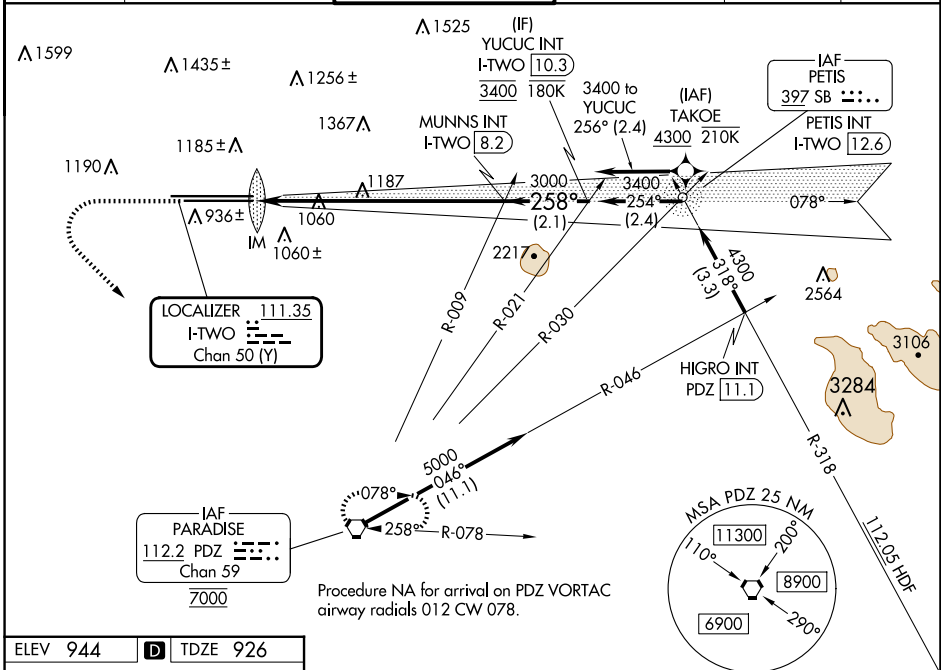 1599
1435 ±
1256 ±
1525
1367
1185 ±
1190
936 ±
1060
1187
1060 ±
IM
(IF)
YUCUC INT
I-TWO 10.3
3400 180K
MUNNS INT
I-TWO 8.2
3400 to
YUCUC
256° (2.4)
(IAF)
TAKOE
4300 210K
IAF
PETIS
397 SB
PETIS INT
I-TWO 12.6
3000
258°
(2.1)
3400
254°
(2.4)
078°
2217
2564
3106
3284
4300
318°
(3.3)
LOCALIZER 111.35
I-TWO
Chan 50 (Y)
R-009
R-021
R-030
R-046
HIGRO INT
PDZ 11.1
R-318
112.05 HDF
5000
046°
(11.1)
078°
258°
R-078
IAF
PARADISE
112.2 PDZ
Chan 59
7000
Procedure NA for arrival on PDZ VORTAC
airway radials 012 CW 078.
MSA PDZ 25 NM
11300
110°
200°
8900
6900
290°
ELEV 944 D TDZE 926